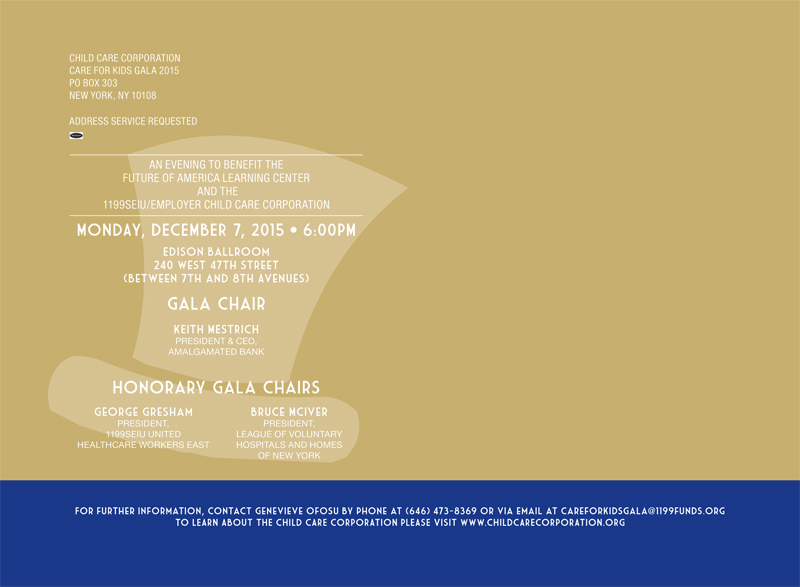 CHILD CARE CORPORATION
CARE FOR KIDS GALA 2015
PO BOX 303
NEW YORK, NY 10108
ADDRESS SERVICE REQUESTED
AN EVENING TO BENEFIT THE
FUTURE OF AMERICA LEARNING CENTER
AND THE
1199SEIU/EMPLOYER CHILD CARE CORPORATION
MONDAY, DECEMBER 7, 2015 • 6:00PM
EDISON BALLROOM
240 WEST 47TH STREET
(BETWEEN 7TH AND 8TH AVENUES)
GALA CHAIR
KEITH MESTRICH
PRESIDENT & CEO,
AMALGAMATED BANK
HONORARY GALA CHAIRS
GEORGE GRESHAM
PRESIDENT,
1199SEIU UNITED
HEALTHCARE WORKERS EAST
BRUCE MCIVER
PRESIDENT,
LEAGUE OF VOLUNTARY
HOSPITALS AND HOMES
OF NEW YORK
FOR FURTHER INFORMATION, CONTACT GENEVIEVE OFOSU BY PHONE AT (646) 473-8369 OR VIA EMAIL AT CAREFORKIDSGALA@1199FUNDS.ORG
TO LEARN ABOUT THE CHILD CARE CORPORATION PLEASE VISIT WWW.CHILDCARECORPORATION.ORG